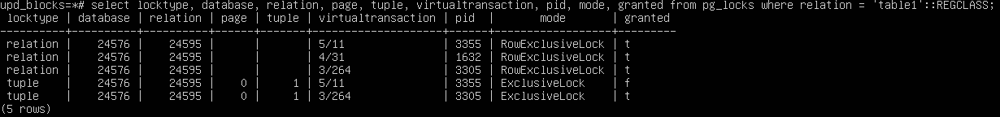 upd_blocks=*# select locktype, database, relation, page, tuple, virtualtransaction, pid, mode, granted from pg_locks where relation = 'table1'::REGCLASS;
 locktype | database | relation | page | tuple | virtualtransaction | pid  |       mode       | granted
----------+----------+----------+------+-------+--------------------+------+------------------+---------
 relation |    24576 |    24595 |      |       | 5/11               | 3355 | RowExclusiveLock | t
 relation |    24576 |    24595 |      |       | 4/31               | 1632 | RowExclusiveLock | t
 relation |    24576 |    24595 |      |       | 3/264              | 3305 | RowExclusiveLock | t
 tuple    |    24576 |    24595 |    0 |     1 | 5/11               | 3355 | ExclusiveLock    | f
 tuple    |    24576 |    24595 |    0 |     1 | 3/264              | 3305 | ExclusiveLock    | t
(5 rows)